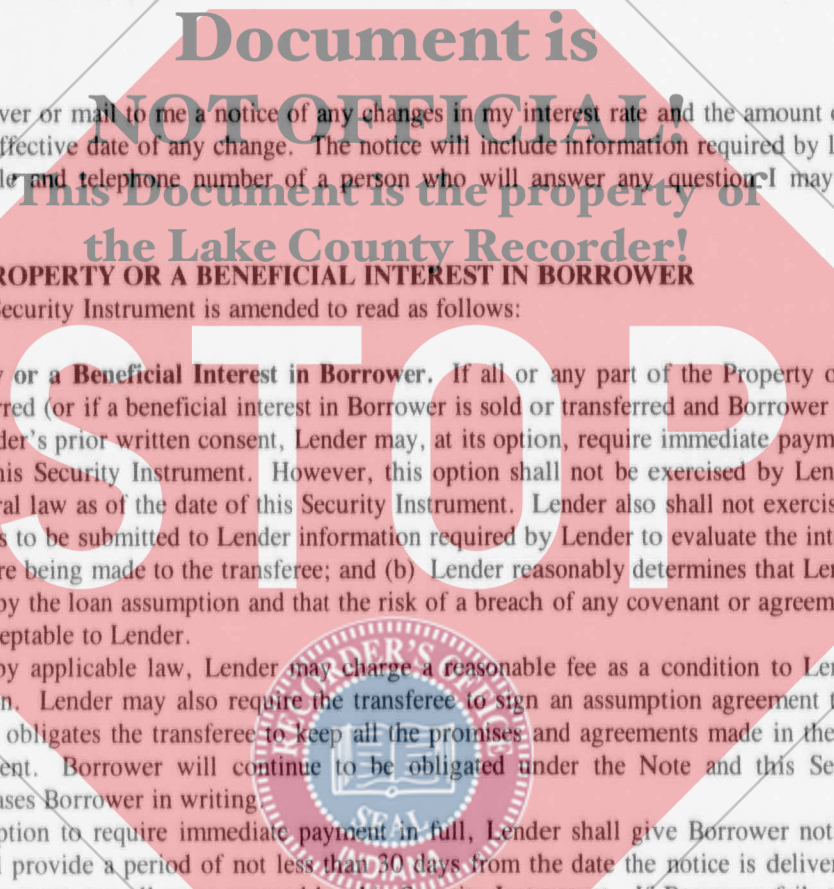 Document is
NOT OFFICIAL!
This Document is the property of
the Lake County Recorder!
STOP
ver or mail to me a notice of any changes in my interest rate and the amount
ffective date of any change. The notice will include information required by l
le and telephone number of a person who will answer any question I may
ROPERTY OR A BENEFICIAL INTEREST IN BORROWER
Security Instrument is amended to read as follows:
y or a Beneficial Interest in Borrower. If all or any part of the Property o
rred (or if a beneficial interest in Borrower is sold or transferred and Borrower
der's prior written consent, Lender may, at its option, require immediate paym
his Security Instrument. However, this option shall not be exercised by Len
ral law as of the date of this Security Instrument. Lender also shall not exercis
s to be submitted to Lender information required by Lender to evaluate the int
re being made to the transferee; and (b) Lender reasonably determines that Len
by the loan assumption and that the risk of a breach of any covenant or agreem
eptable to Lender.
by applicable law, Lender may charge a reasonable fee as a condition to Len
n. Lender may also require the transferee to sign an assumption agreement t
obligates the transferee to keep all the promises and agreements made in the
ent. Borrower will continue to be obligated under the Note and this Se
ases Borrower in writing.
ption to require immediate payment in full, Lender shall give Borrower not
l provide a period of not less than 30 days from the date the notice is deliver
RECORDER'S OFFICE
SEAL
INDIANA